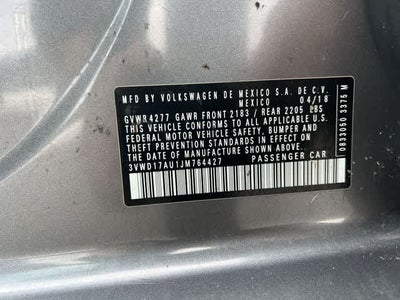 MFD BY VOLKSWAGEN DE MEXICO S.A. DE C.V.
MEXICO 04/18
GVWR4277 GAWR FRONT 2183 / REAR 2205 LBS
THIS VEHICLE CONFORMS TO ALL APPLICABLE U.S.
FEDERAL MOTOR VEHICLE SAFETY, BUMPER AND
THEFT PREVENTION STANDARDS IN EFFECT ON THE
DATE OF MANUFACTURE SHOWN ABOVE.
3VWD17AU1JM764427 PASSENGER CAR
0833050 3375 M